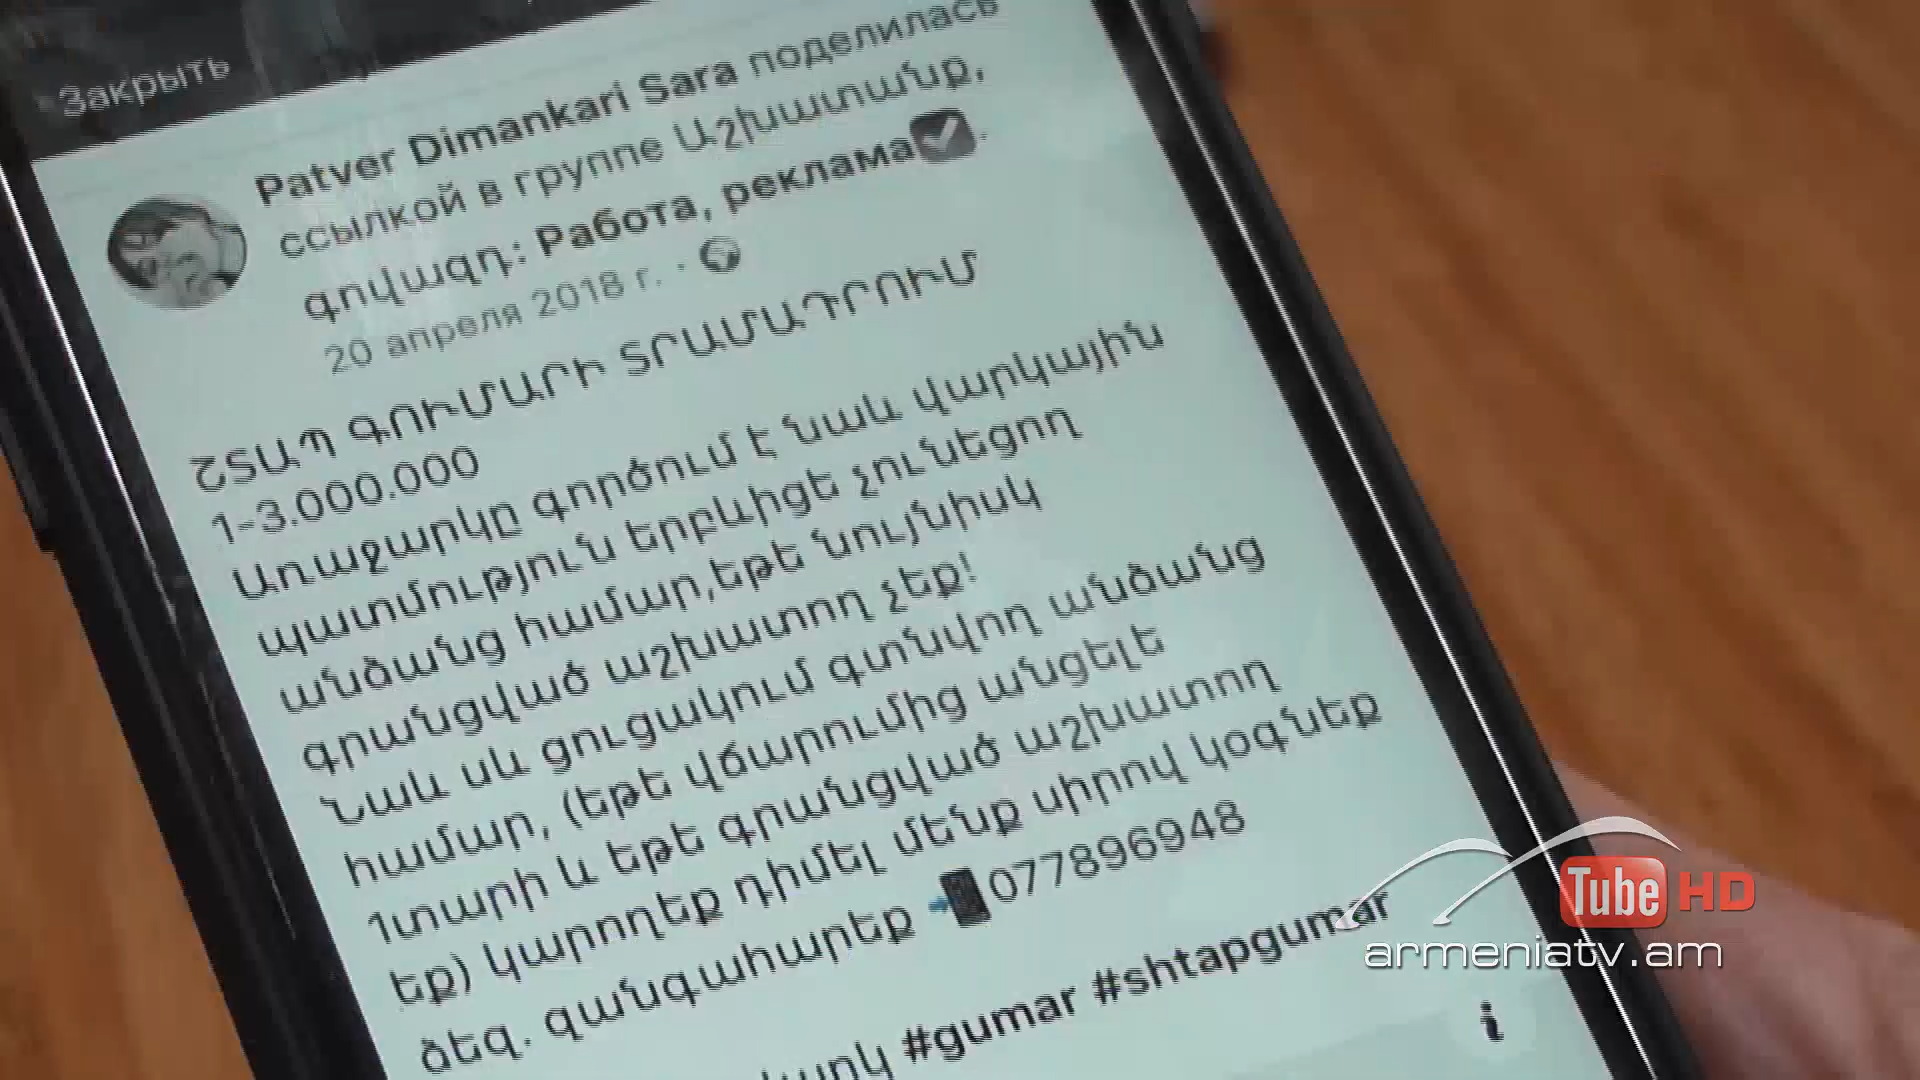 Закрыть
Patver Dimankari Sara поделилась
ссылкой в группе Աշխատանք,
գովազդ: Работа, реклама✅.
20 апреля 2018 г. ·
ՇՏԱՊ ԳՈՒՄԱՐԻ ՏՐԱՄԱԴՐՈՒՄ
1-3.000.000
Առաջարկը գործում է նաև վարկային
պատմություն երբևիցե չունեցող
անձանց համար,եթե նույնիսկ
գրանցված աշխատող չեք!
Նաև սև ցուցակում գտնվող անձանց
համար, (եթե վճարումից անցելե
1տարի և եթե գրանցված աշխատող
եք) կարողեք դիմել մենք սիրով կօգնեք
ձեզ. զանգահարեք 📲077896948
#gumar #shtapgumar
Tube HD
armeniatv.am